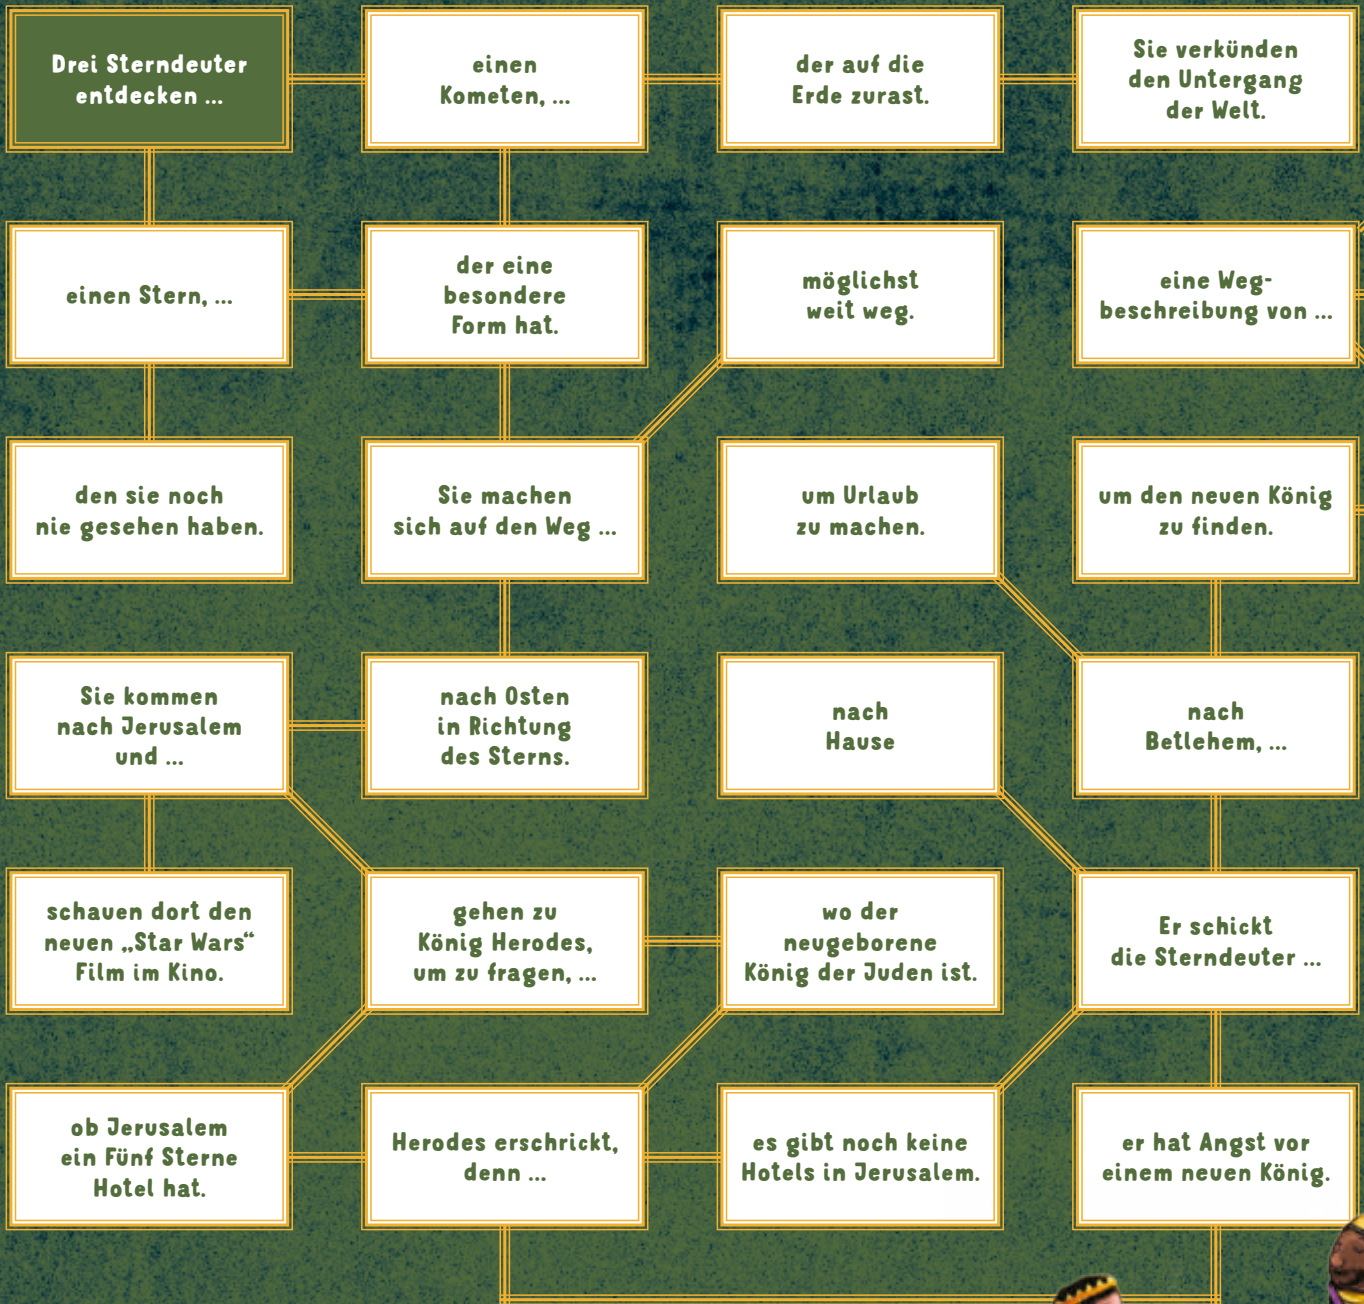 Drei Sterndeuter
entdecken ...
einen
Kometen, ...
der auf die
Erde zurast.
Sie verkünden
den Untergang
der Welt.
einen Stern, ...
der eine
besondere
Form hat.
möglichst
weit weg.
eine Weg-
beschreibung von ...
den sie noch
nie gesehen haben.
Sie machen
sich auf den Weg ...
um Urlaub
zu machen.
um den neuen König
zu finden.
Sie kommen
nach Jerusalem
und ...
nach Osten
in Richtung
des Sterns.
nach
Hause
nach
Betlehem, ...
schauen dort den
neuen „Star Wars“
Film im Kino.
gehen zu
König Herodes,
um zu fragen, ...
wo der
neugeborene
König der Juden ist.
Er schickt
die Sterndeuter ...
ob Jerusalem
ein Fünf Sterne
Hotel hat.
Herodes erschrickt,
denn ...
es gibt noch keine
Hotels in Jerusalem.
er hat Angst vor
einem neuen König.